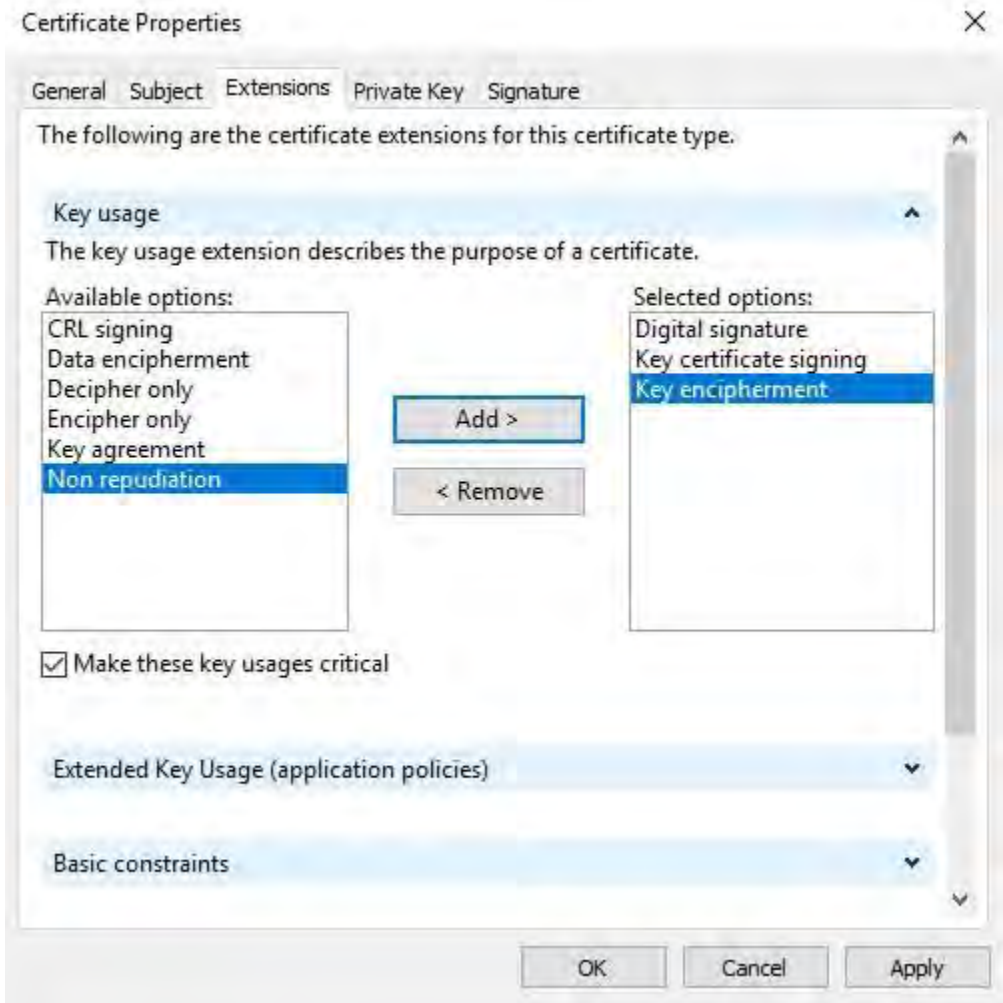 Certificate Properties
General Subject Extensions Private Key Signature
The following are the certificate extensions for this certificate type.
Key usage
The key usage extension describes the purpose of a certificate.
Available options:
CRL signing
Data encipherment
Decipher only
Encipher only
Key agreement
Non repudiation
Add >
< Remove
Selected options:
Digital signature
Key certificate signing
Key encipherment
Make these key usages critical
Extended Key Usage (application policies)
Basic constraints
OK Cancel Apply